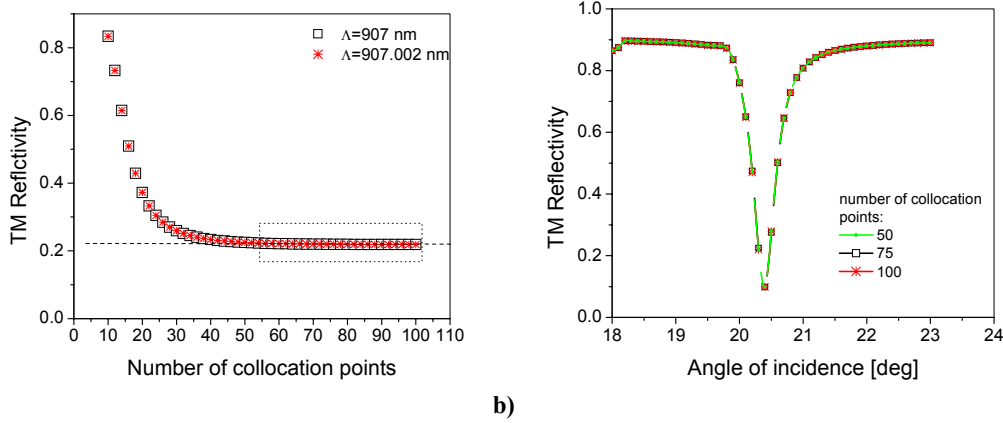 Λ=907 nm
Λ=907.002 nm
TM Reflctivity
0.8
0.6
0.4
0.2
0.0
0 10 20 30 40 50 60 70 80 90 100 110
Number of collocation points
TM Reflectivity
1.0
0.8
0.6
0.4
0.2
0.0
number of collocation
points:
50
75
100
18 19 20 21 22 23 24
Angle of incidence [deg]
b)